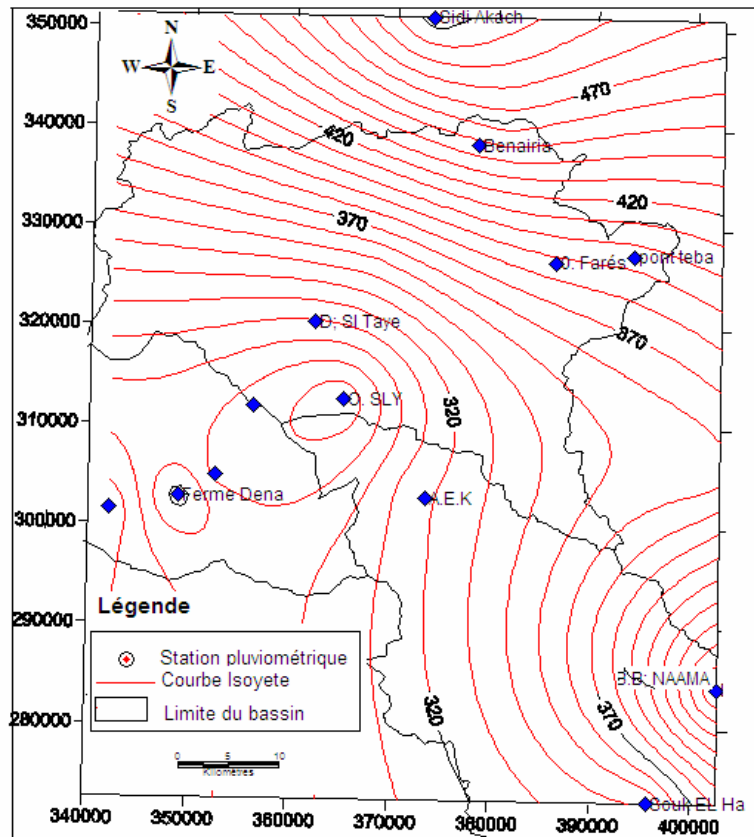 350000
340000
330000
320000
310000
300000
290000
280000
N
W E
S
Sidi Akach
470
420
Benairia
420
370
O. Farés
pont teba
D; SI Taye
370
O. SLY
320
Ferme Dena
A.E.K
Légende
Station pluviométrique
Courbe Isoyete
Limite du bassin
0 5 10
Kilomètres
B.B: NAAMA
320
370
Souk EL Ha
340000 350000 360000 370000 380000 390000 400000